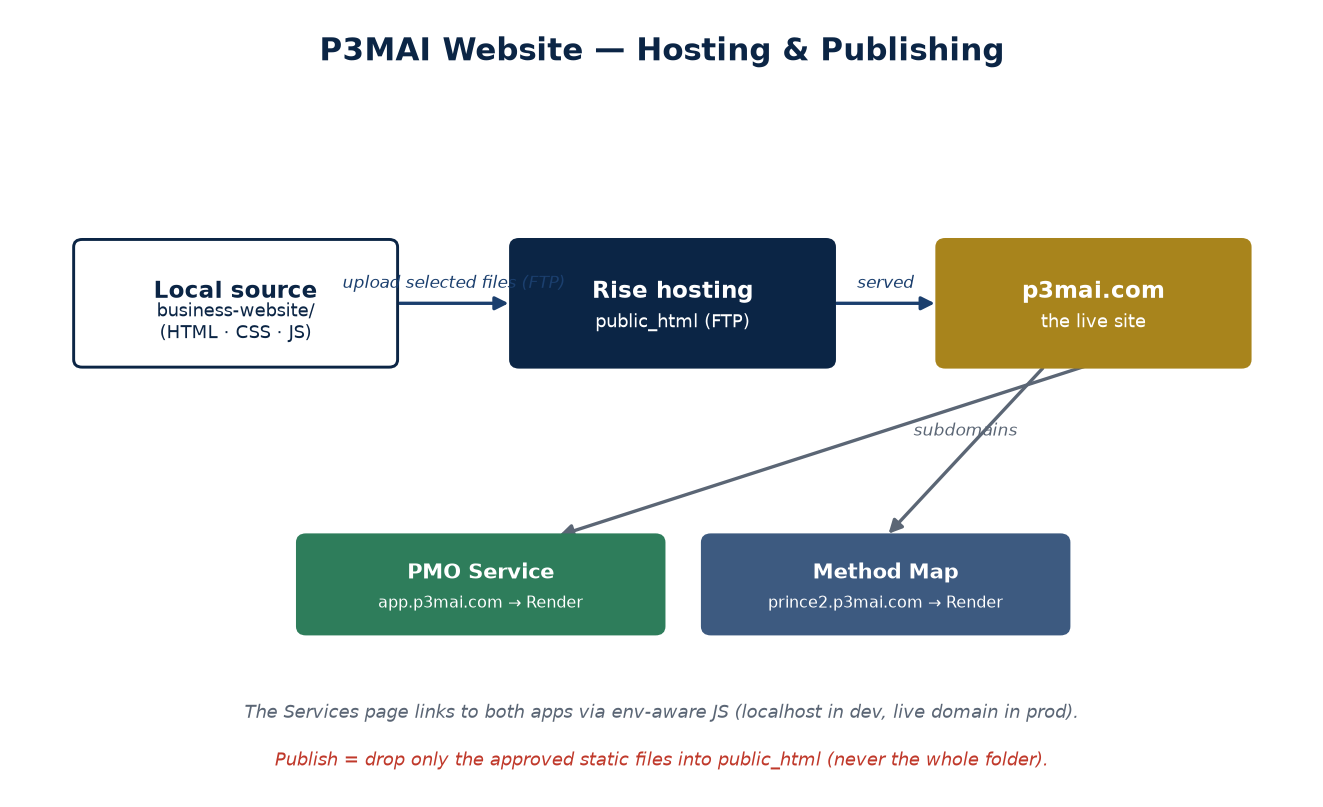 P3MAI Website — Hosting & Publishing
Local source
business-website/
(HTML · CSS · JS)
upload selected files (FTP)
Rise hosting
public_html (FTP)
served
p3mai.com
the live site
subdomains
PMO Service
app.p3mai.com → Render
Method Map
prince2.p3mai.com → Render
The Services page links to both apps via env-aware JS (localhost in dev, live domain in prod).
Publish = drop only the approved static files into public_html (never the whole folder).